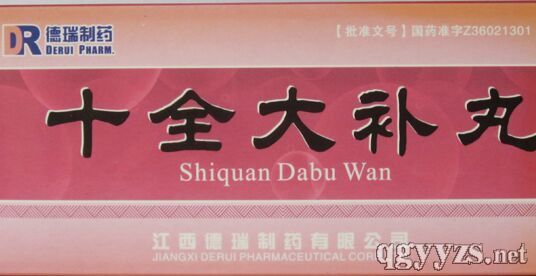 DR 德瑞制药
DERUI PHARM.
【批准文号】国药准字Z36021301
十全大补丸
Shiquan Dabu Wan
江西德瑞制药有限公司
JIANGXI DERUI PHARMACEUTICAL COR
qgyyzs.net